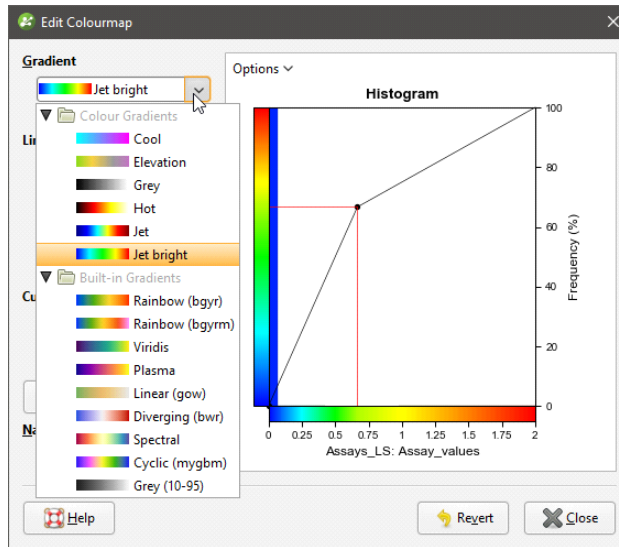 Edit Colourmap
Gradient
Jet bright
Colour Gradients
Cool
Elevation
Grey
Hot
Jet
Jet bright
Built-in Gradients
Rainbow (bgyr)
Rainbow (bgyrm)
Viridis
Plasma
Linear (gow)
Diverging (bwr)
Spectral
Cyclic (mygbm)
Grey (10-95)
Li
Cu
Na
Options
Histogram
100
80
60
40
20
0
Frequency (%)
0 0.25 0.5 0.75 1 1.25 1.5 1.75 2
Assays_LS: Assay_values
Help
Revert
Close